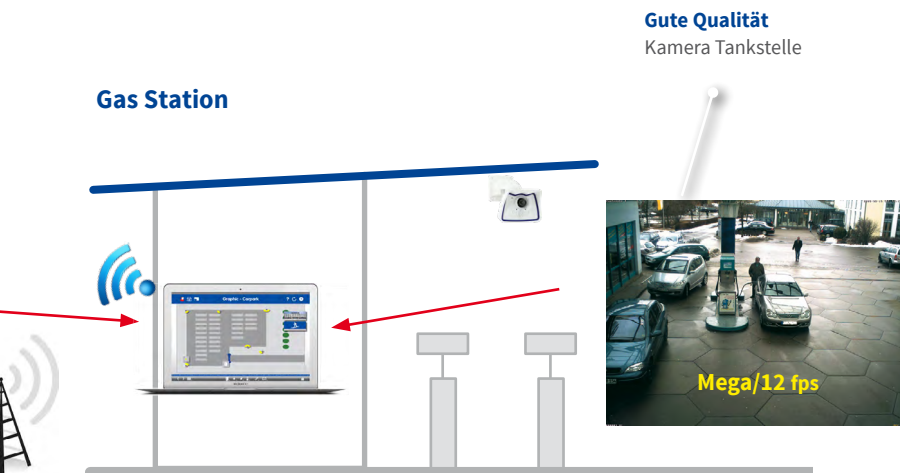 Gute Qualität
Kamera Tankstelle
Gas Station
Graphic - Carpark
Mega/12 fps